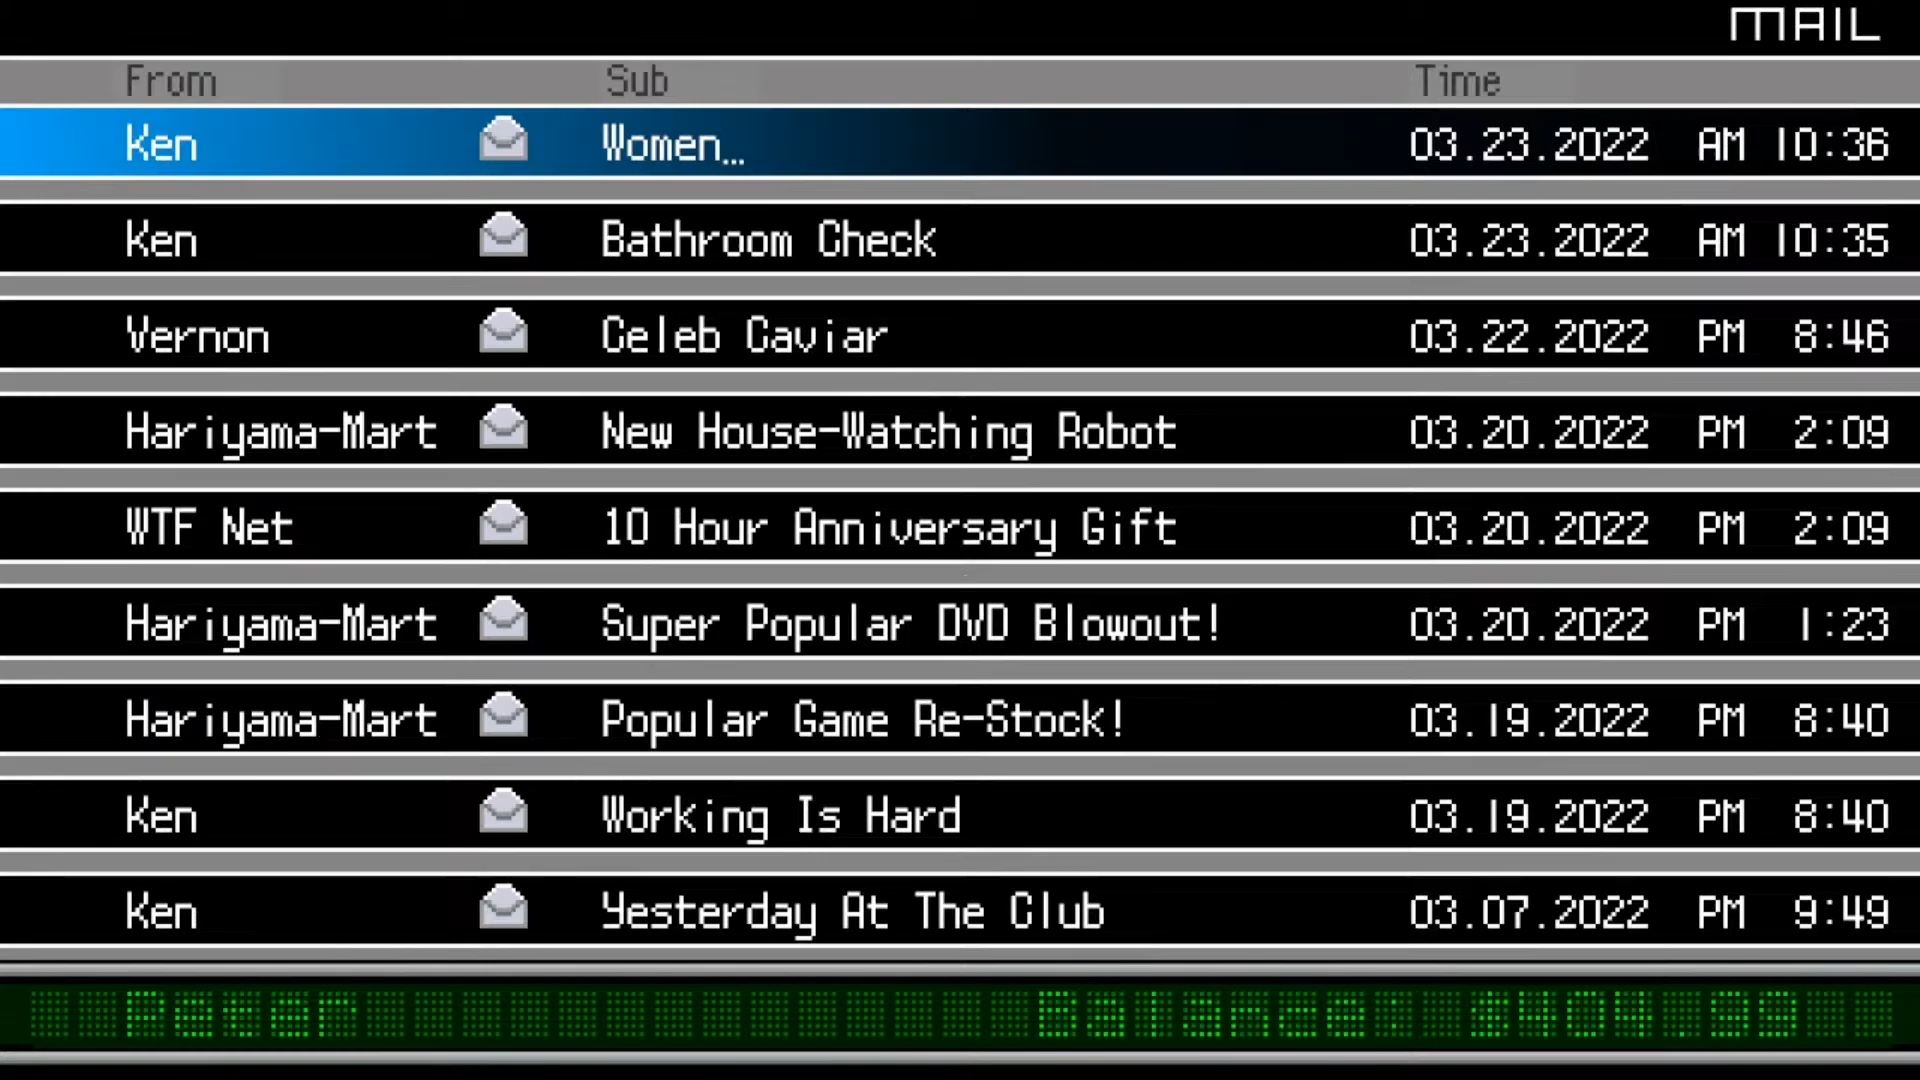 MAIL
From Sub Time
Ken Women… 03.23.2022 AM 10:36
Ken Bathroom Check 03.23.2022 AM 10:35
Vernon Celeb Caviar 03.22.2022 PM 8:46
Hariyama-Mart New House-Watching Robot 03.20.2022 PM 2:09
WTF Net 10 Hour Anniversary Gift 03.20.2022 PM 2:09
Hariyama-Mart Super Popular DVD Blowout! 03.20.2022 PM 1:23
Hariyama-Mart Popular Game Re-Stock! 03.19.2022 PM 8:40
Ken Working Is Hard 03.19.2022 PM 8:40
Ken Yesterday At The Club 03.07.2022 PM 9:49
Peter Balance: $404.99